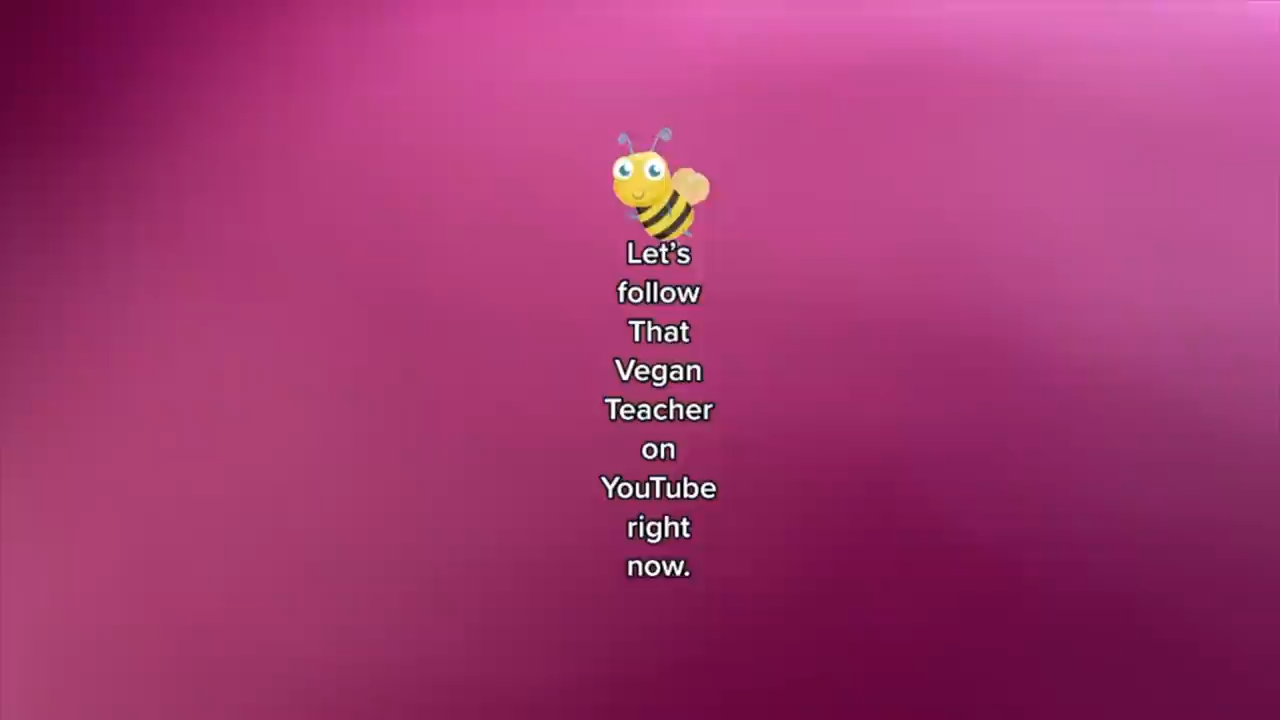 Let's
follow
That
Vegan
Teacher
on
YouTube
right
now.